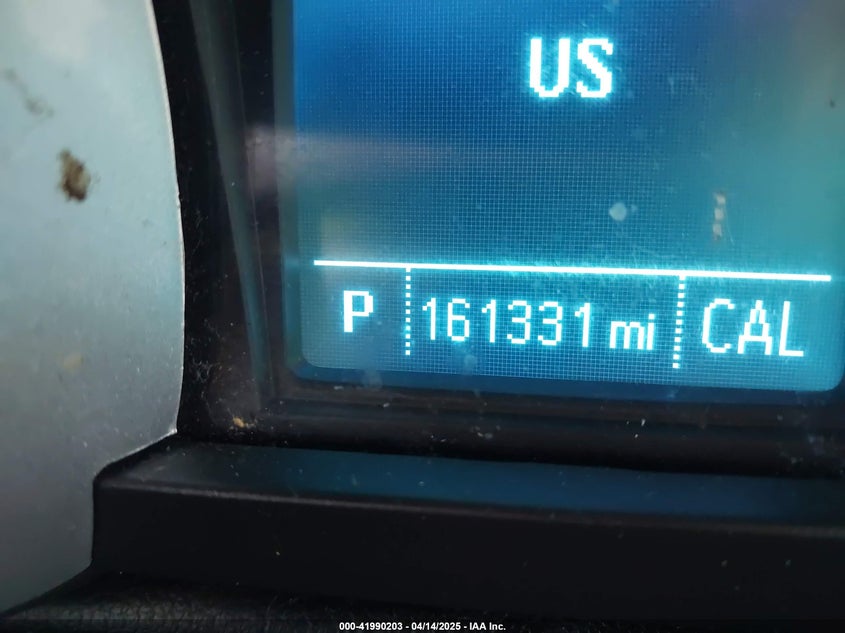 US
P 161331 mi CAL
000-41990203 - 04/14/2025 - IAA Inc.